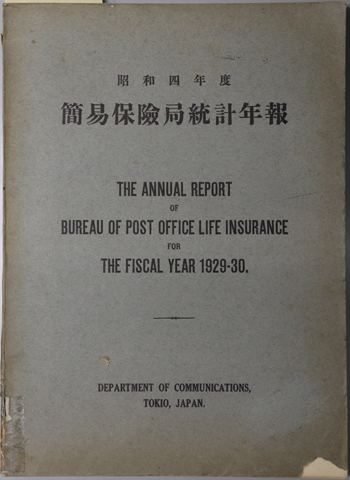 昭和四年度
簡易保險局統計年報
THE ANNUAL REPORT
OF
BUREAU OF POST OFFICE LIFE INSURANCE
FOR
THE FISCAL YEAR 1929-30.
DEPARTMENT OF COMMUNICATIONS,
TOKIO, JAPAN.